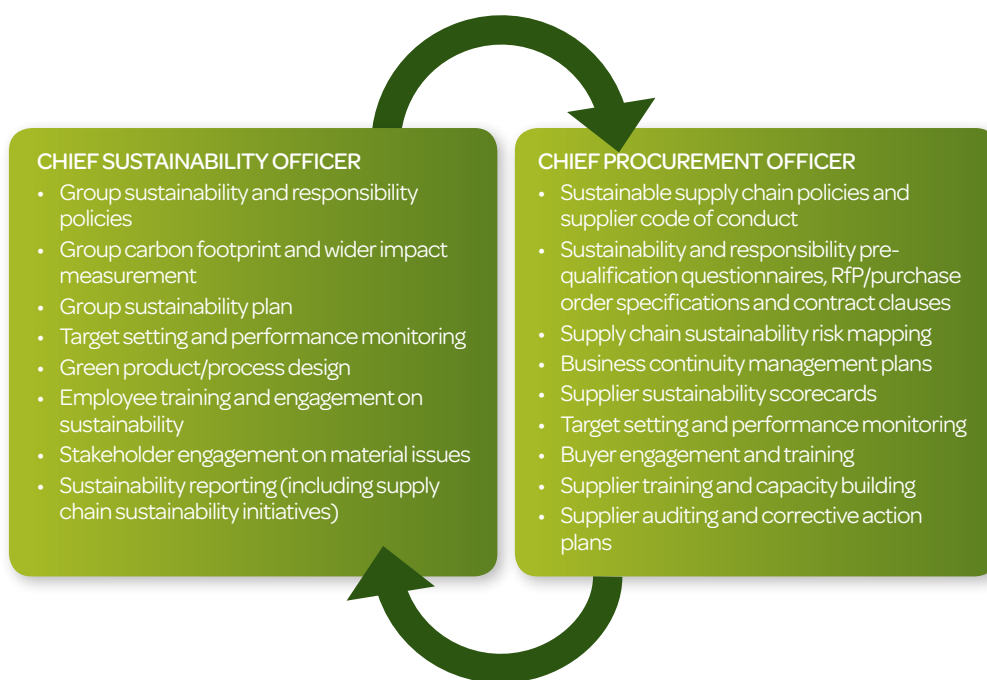 CHIEF SUSTAINABILITY OFFICER
• Group sustainability and responsibility
policies
• Group carbon footprint and wider impact
measurement
• Group sustainability plan
• Target setting and performance monitoring
• Green product/process design
• Employee training and engagement on
sustainability
• Stakeholder engagement on material issues
• Sustainability reporting (including supply
chain sustainability initiatives)
CHIEF PROCUREMENT OFFICER
• Sustainable supply chain policies and
supplier code of conduct
• Sustainability and responsibility pre-
qualification questionnaires, RfP/purchase
order specifications and contract clauses
• Supply chain sustainability risk mapping
• Business continuity management plans
• Supplier sustainability scorecards
• Target setting and performance monitoring
• Buyer engagement and training
• Supplier training and capacity building
• Supplier auditing and corrective action
plans